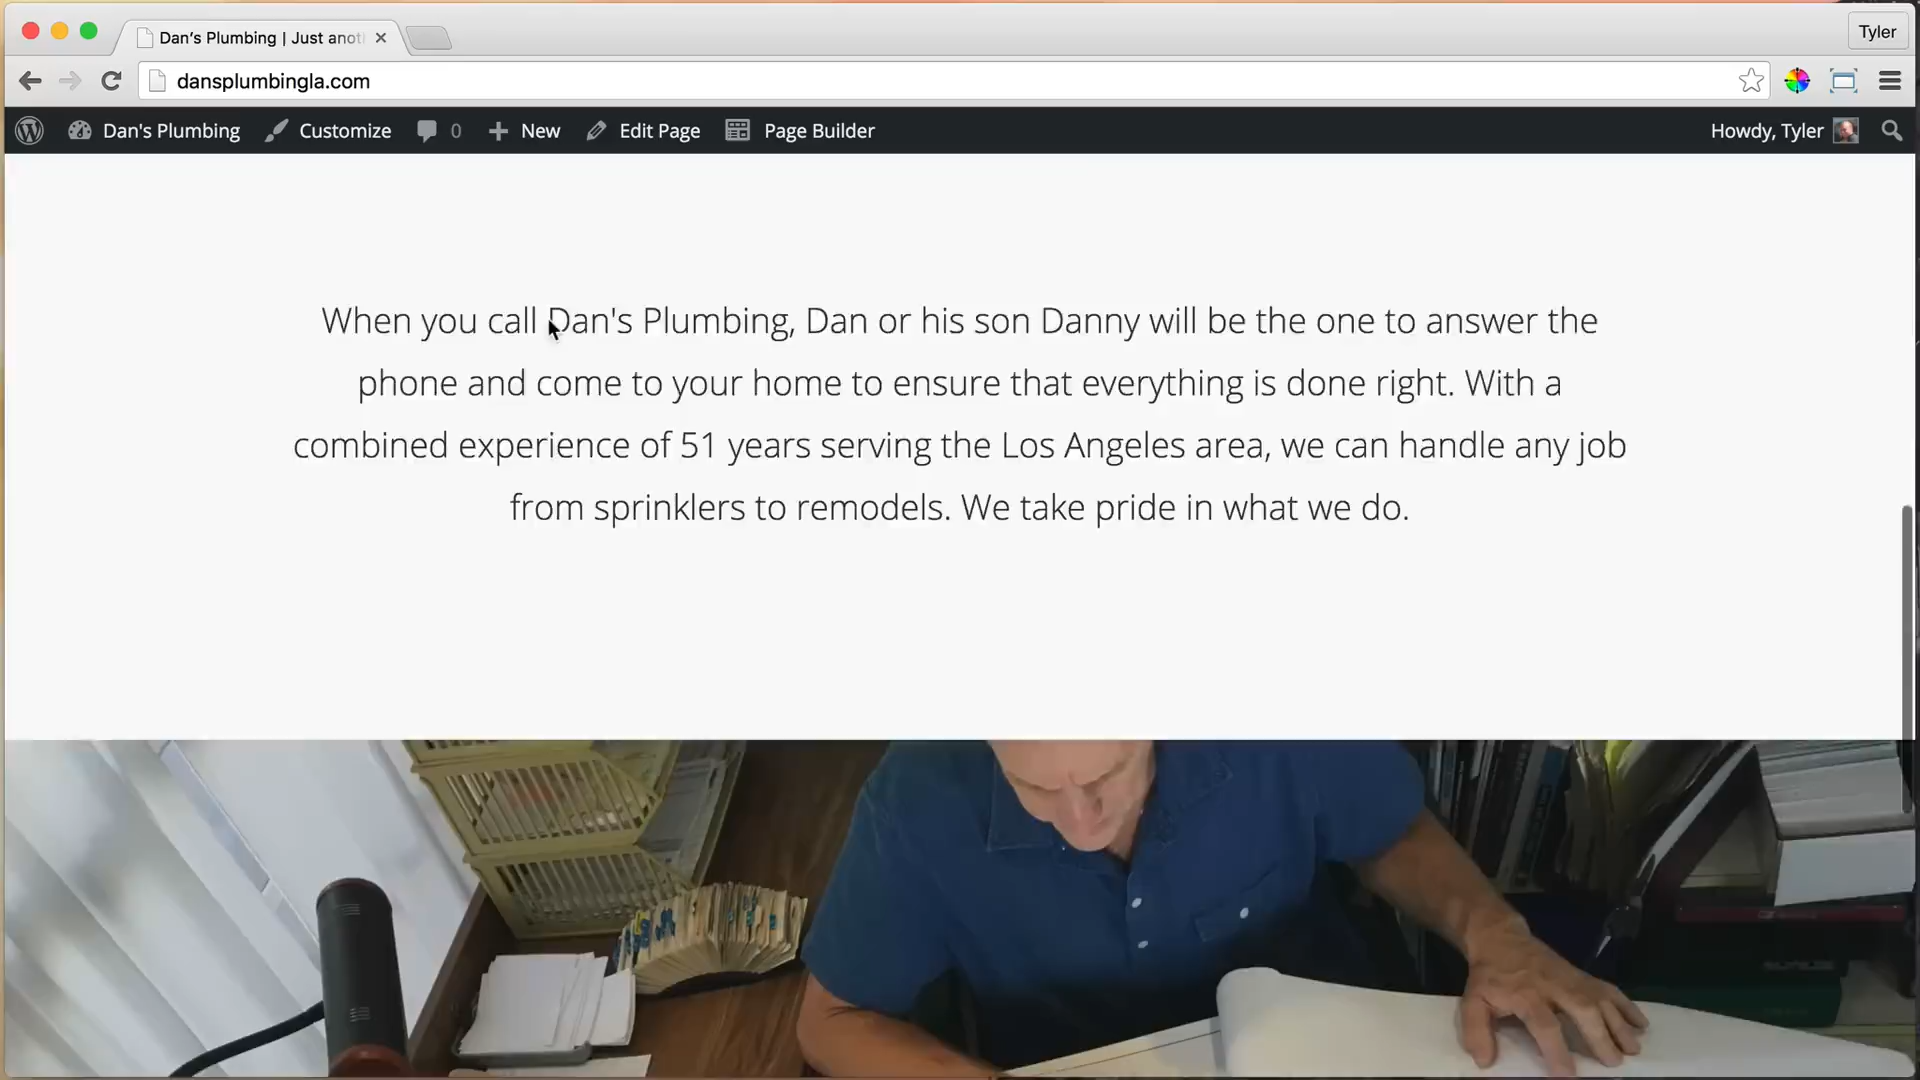 Dan's Plumbing | Just anot
Tyler
dansplumbingla.com
Dan's Plumbing Customize 0 New Edit Page Page Builder Howdy, Tyler
When you call Dan's Plumbing, Dan or his son Danny will be the one to answer the
phone and come to your home to ensure that everything is done right. With a
combined experience of 51 years serving the Los Angeles area, we can handle any job
from sprinklers to remodels. We take pride in what we do.